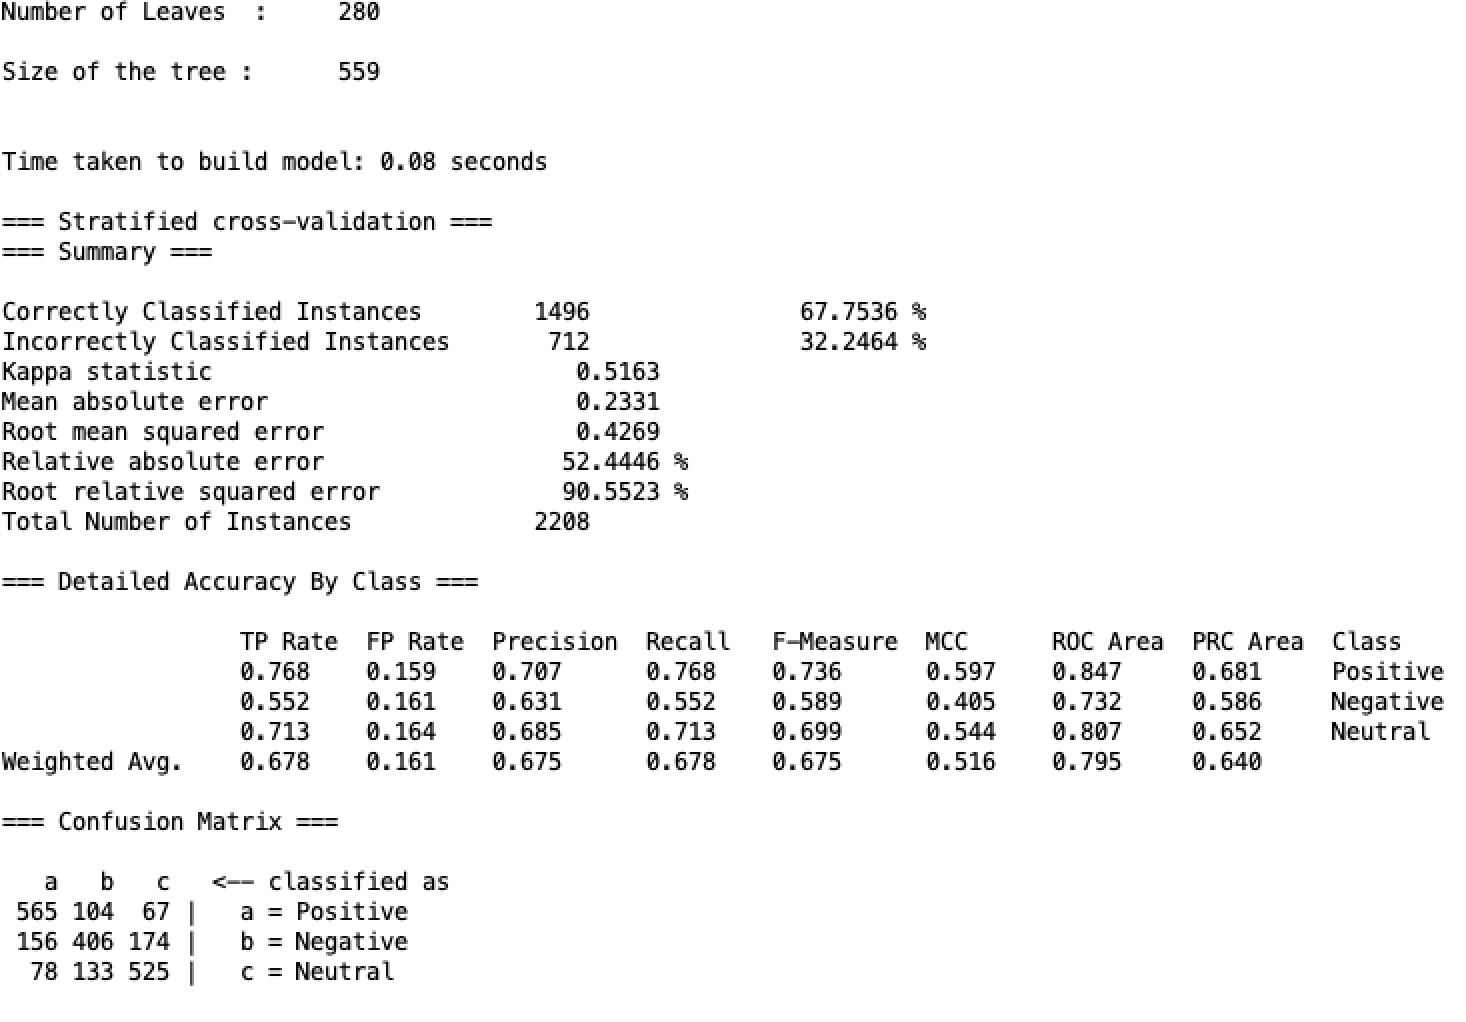 Number of Leaves  :     280
Size of the tree :      559
Time taken to build model: 0.08 seconds
=== Stratified cross-validation ===
=== Summary ===
Correctly Classified Instances        1496               67.7536 %
Incorrectly Classified Instances       712               32.2464 %
Kappa statistic                          0.5163
Mean absolute error                      0.2331
Root mean squared error                  0.4269
Relative absolute error                 52.4446 %
Root relative squared error             90.5523 %
Total Number of Instances             2208
=== Detailed Accuracy By Class ===
                 TP Rate  FP Rate  Precision  Recall   F-Measure  MCC      ROC Area  PRC Area  Class
                 0.768    0.159    0.707      0.768    0.736      0.597    0.847     0.681     Positive
                 0.552    0.161    0.631      0.552    0.589      0.405    0.732     0.586     Negative
                 0.713    0.164    0.685      0.713    0.699      0.544    0.807     0.652     Neutral
Weighted Avg.    0.678    0.161    0.675      0.678    0.675      0.516    0.795     0.640
=== Confusion Matrix ===
   a   b   c   <-- classified as
 565 104  67 |   a = Positive
 156 406 174 |   b = Negative
  78 133 525 |   c = Neutral